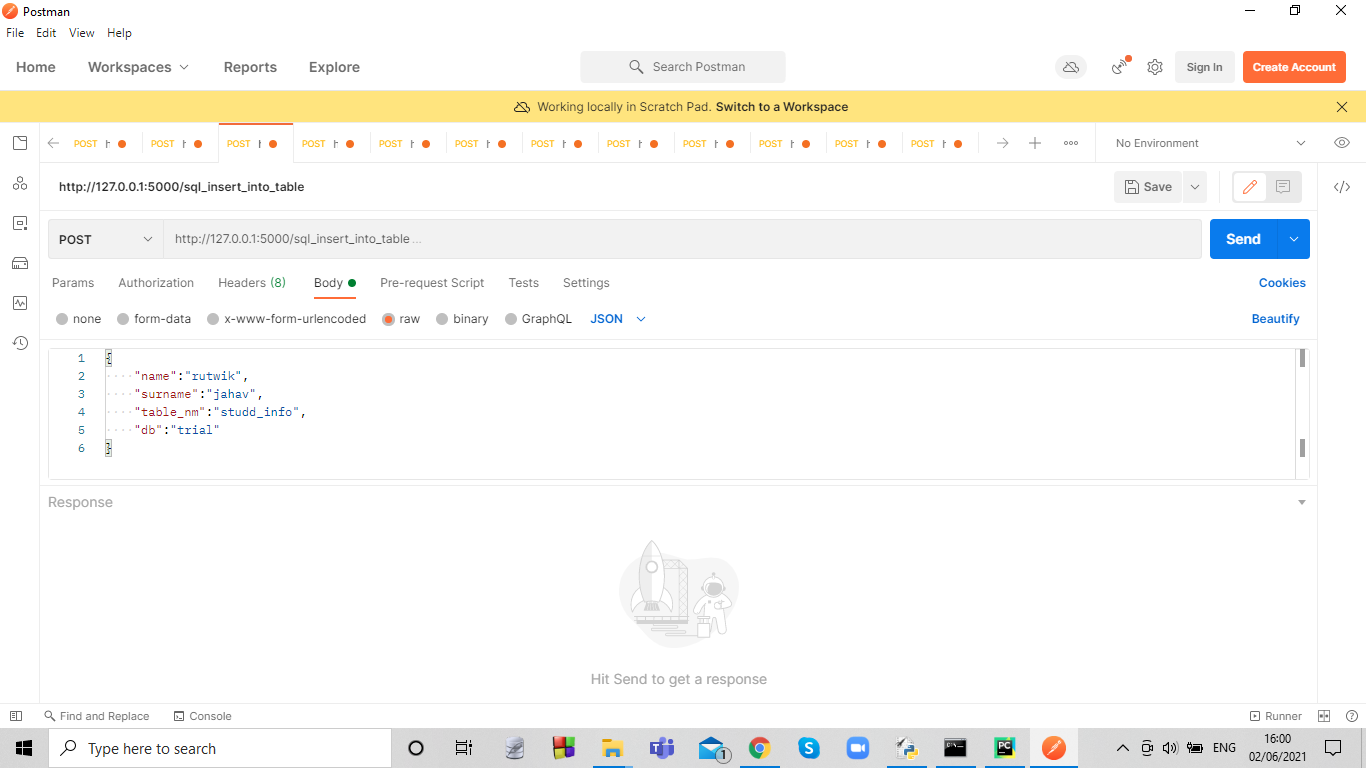 Postman
File Edit View Help
Home Workspaces Reports Explore Search Postman Sign In Create Account
Working locally in Scratch Pad. Switch to a Workspace
POST POST POST POST POST POST POST POST POST POST POST POST No Environment
http://127.0.0.1:5000/sql_insert_into_table Save
POST http://127.0.0.1:5000/sql_insert_into_table ... Send
Params Authorization Headers (8) Body Pre-request Script Tests Settings Cookies
none form-data x-www-form-urlencoded raw binary GraphQL JSON Beautify
1 {
2 "name":"rutwik",
3 "surname":"jahav",
4 "table_nm":"studd_info",
5 "db":"trial"
6 }
Response
Hit Send to get a response
Find and Replace Console Runner
Type here to search 1 ENG 16:00
02/06/2021